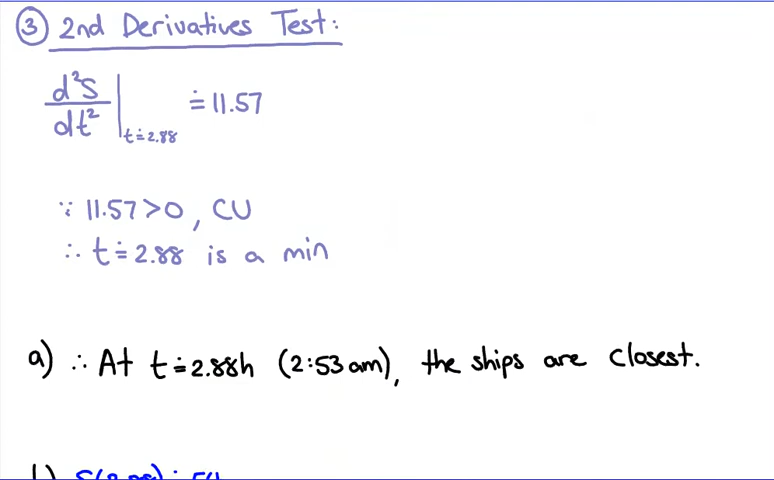 ③ 2nd Derivatives Test:
d²S/dt² |t≐2.88 ≐ 11.57
∵ 11.57 > 0, CU
∴ t ≐ 2.88 is a min
a) ∴ At t ≐ 2.88h (2:53 am), the ships are closest.